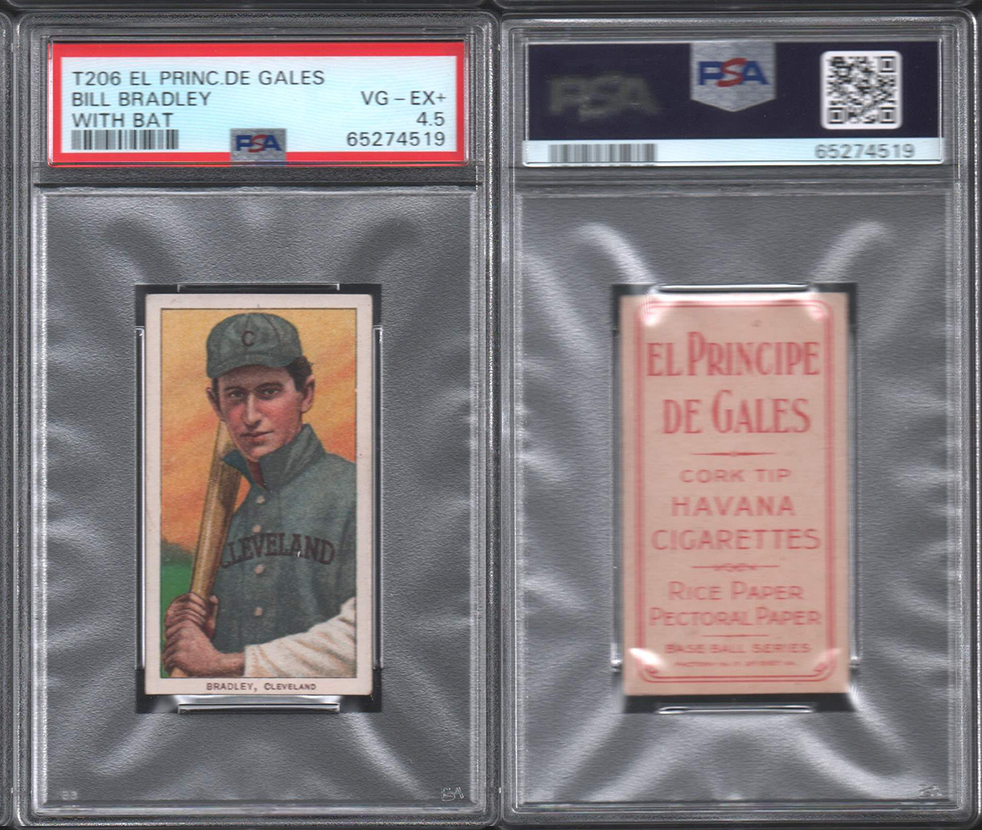 T206 EL PRINC.DE GALES
BILL BRADLEY VG – EX+
WITH BAT 4.5
PSA 65274519
C
CLEVELAND
BRADLEY, CLEVELAND
PSA
PSA
65274519
EL PRINCIPE
DE GALES
CORK TIP
HAVANA
CIGARETTES
RICE PAPER
PECTORAL PAPER
BASE BALL SERIES